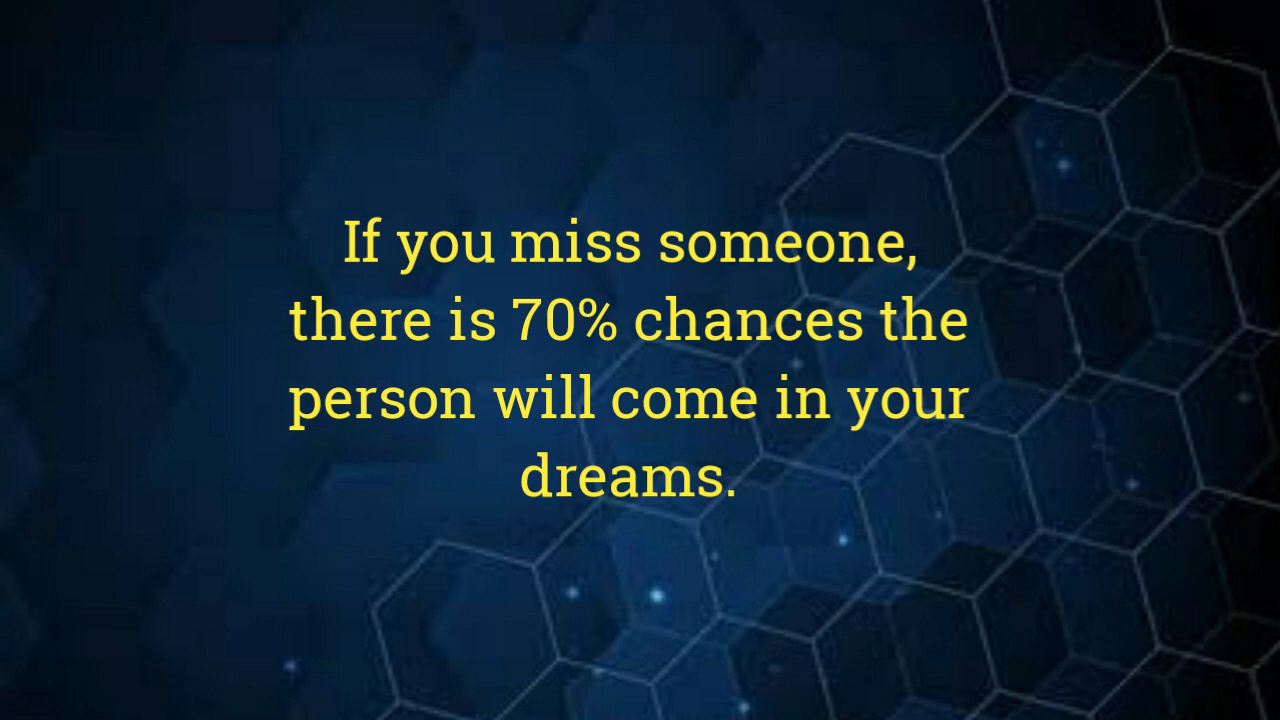 If you miss someone,
there is 70% chances the
person will come in your
dreams.